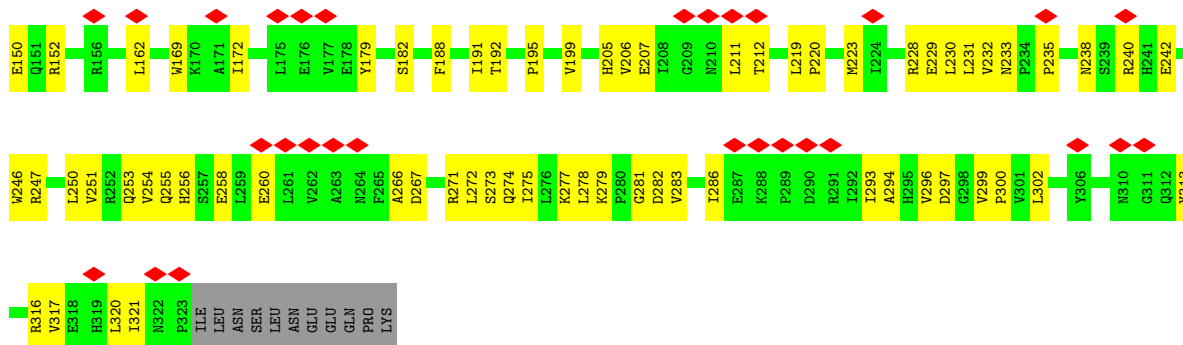 E150 Q151 R152 R156 L162 W169 K170 A171 I172 L175 E176 V177 E178 Y179 S182 F188 I191 T192 P195 V199 H205 V206 E207 I208 G209 N210 L211 T212 L219 P220 M223 I224 R228 E229 L230 L231 V232 N233 P234 P235 N238 S239 R240 H241 E242
W246 R247 L250 V251 R252 Q253 V254 Q255 H256 S257 E258 L259 E260 L261 V262 A263 N264 F265 A266 D267 R271 L272 S273 Q274 I275 L276 K277 L278 K279 P280 G281 D282 V283 I286 E287 K288 P289 D290 R291 I292 I293 A294 H295 V296 D297 G298 V299 P300 V301 L302 Y306 N310 G311 Q312
R316 V317 E318 H319 L320 I321 N322 P323 ILE LEU ASN SER LEU ASN GLU GLU GLN PRO LYS